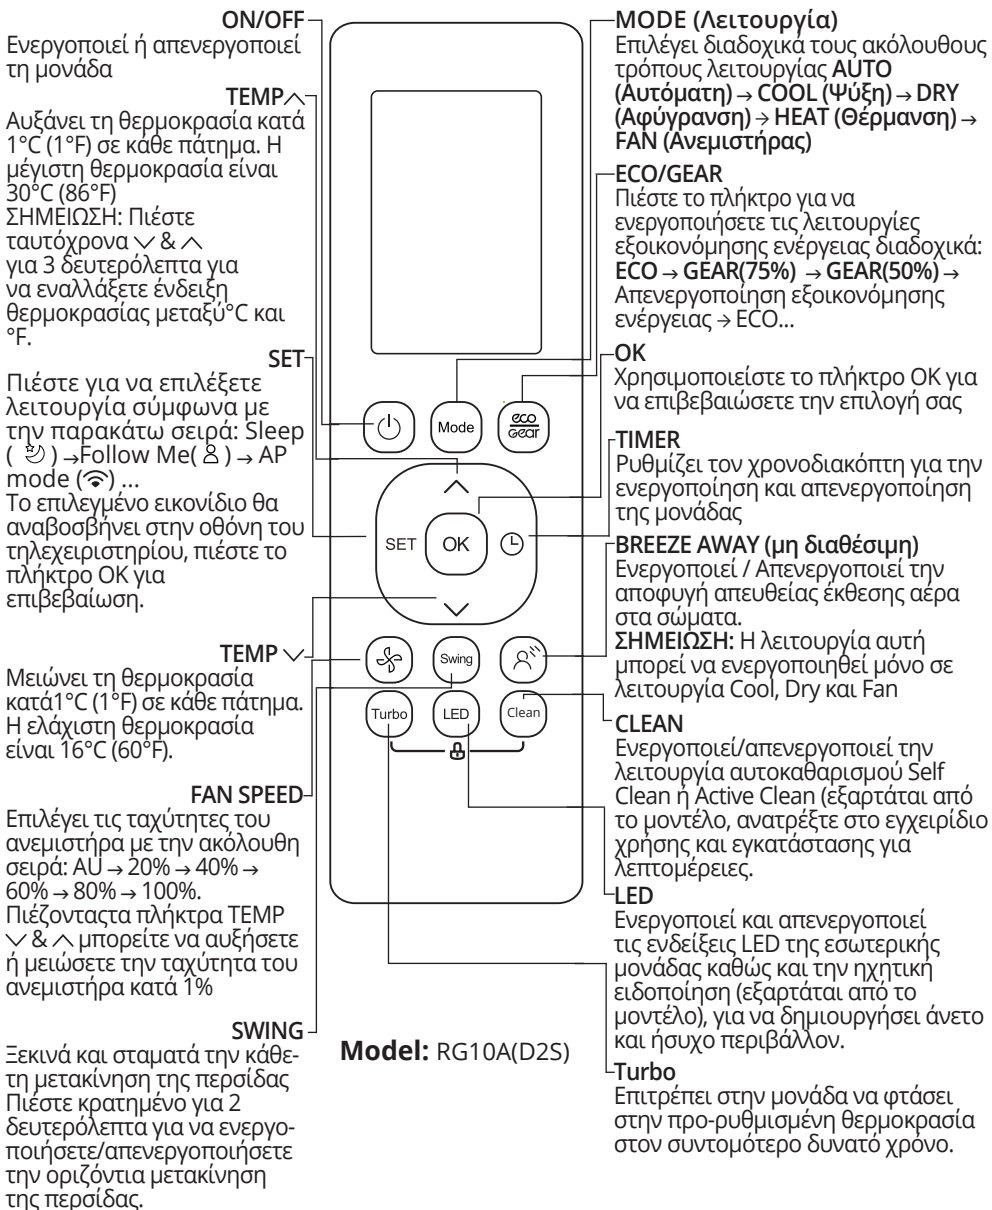 ON/OFF
Ενεργοποιεί ή απενεργοποιεί
τη μονάδα
TEMP
Αυξάνει τη θερμοκρασία κατά
1°C (1°F) σε κάθε πάτημα. Η
μέγιστη θερμοκρασία είναι
30°C (86°F)
ΣΗΜΕΙΩΣΗ: Πιέστε
ταυτόχρονα & 
για 3 δευτερόλεπτα για
να εναλλάξετε ένδειξη
θερμοκρασίας μεταξύ°C και
°F.
SET
Πιέστε για να επιλέξετε
λειτουργία σύμφωνα με
την παρακάτω σειρά: Sleep
( ) →Follow Me( ) → AP
mode ( ) ...
Το επιλεγμένο εικονίδιο θα
αναβοσβήνει στην οθόνη του
τηλεχειριστηρίου, πιέστε το
πλήκτρο OK για
επιβεβαίωση.
TEMP
Μειώνει τη θερμοκρασία
κατά1°C (1°F) σε κάθε πάτημα.
Η ελάχιστη θερμοκρασία
είναι 16°C (60°F).
FAN SPEED
Επιλέγει τις ταχύτητες του
ανεμιστήρα με την ακόλουθη
σειρά: AU → 20% → 40% →
60% → 80% → 100%.
Πιέζονταςτα πλήκτρα TEMP
& μπορείτε να αυξήσετε
ή μειώσετε την ταχύτητα του
ανεμιστήρα κατά 1%
SWING
Ξεκινά και σταματά την κάθε-
τη μετακίνηση της περσίδας
Πιέστε κρατημένο για 2
δευτερόλεπτα για να ενεργο-
ποιήσετε/απενεργοποιήσετε
την οριζόντια μετακίνηση
της περσίδας.
Mode
eco
Gear
SET
OK
Swing
Turbo
LED
Clean
Model: RG10A(D2S)
MODE (Λειτουργία)
Επιλέγει διαδοχικά τους ακόλουθους
τρόπους λειτουργίας AUTO
(Αυτόματη) → COOL (Ψύξη) → DRY
(Αφύγρανση) → HEAT (Θέρμανση) →
FAN (Ανεμιστήρας)
ECO/GEAR
Πιέστε το πλήκτρο για να
ενεργοποιήσετε τις λειτουργίες
εξοικονόμησης ενέργειας διαδοχικά:
ECO → GEAR(75%) → GEAR(50%) →
Απενεργοποίηση εξοικονόμησης
ενέργειας → ECO...
OK
Χρησιμοποιείστε το πλήκτρο OK για
να επιβεβαιώσετε την επιλογή σας
TIMER
Ρυθμίζει τον χρονοδιακόπτη για την
ενεργοποίηση και απενεργοποίηση
της μονάδας
BREEZE AWAY (μη διαθέσιμη)
Ενεργοποιεί / Απενεργοποιεί την
αποφυγή απευθείας έκθεσης αέρα
στα σώματα.
ΣΗΜΕΙΩΣΗ: Η λειτουργία αυτή
μπορεί να ενεργοποιηθεί μόνο σε
λειτουργία Cool, Dry και Fan
CLEAN
Ενεργοποιεί/απενεργοποιεί την
λειτουργία αυτοκαθαρισμού Self
Clean ή Active Clean (εξαρτάται από
το μοντέλο, ανατρέξτε στο εγχειρίδιο
χρήσης και εγκατάστασης για
λεπτομέρειες.
LED
Ενεργοποιεί και απενεργοποιεί
τις ενδείξεις LED της εσωτερικής
μονάδας καθώς και την ηχητική
ειδοποίηση (εξαρτάται από το
μοντέλο), για να δημιουργήσει άνετο
και ήσυχο περιβάλλον.
Turbo
Επιτρέπει στην μονάδα να φτάσει
στην προ-ρυθμισμένη θερμοκρασία
στον συντομότερο δυνατό χρόνο.